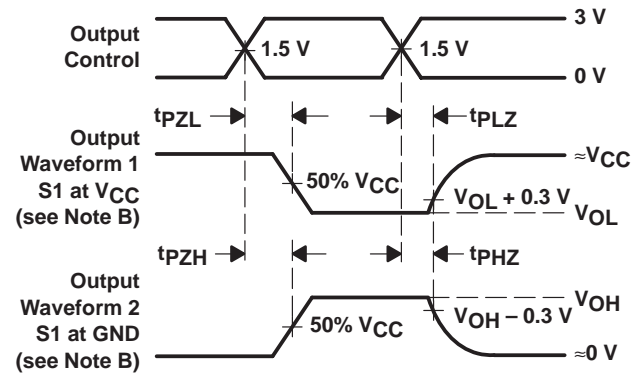 Output
Control
1.5 V
1.5 V
3 V
0 V
tPZL
tPLZ
Output
Waveform 1
S1 at VCC
(see Note B)
50% VCC
≈VCC
VOL + 0.3 V
VOL
tPZH
tPHZ
Output
Waveform 2
S1 at GND
(see Note B)
50% VCC
VOH
VOH – 0.3 V
≈0 V